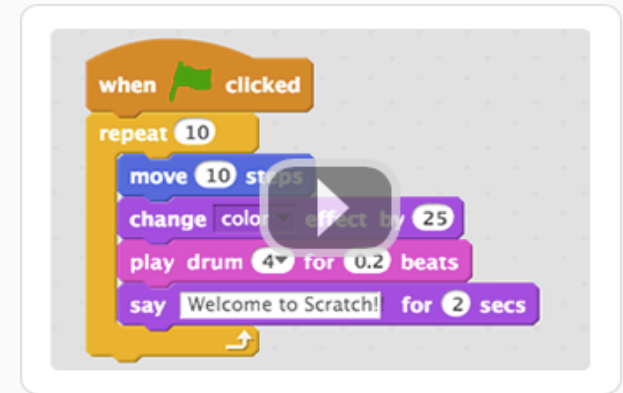 when clicked
repeat 10
move 10 steps
change color effect by 25
play drum 4 for 0.2 beats
say Welcome to Scratch! for 2 secs